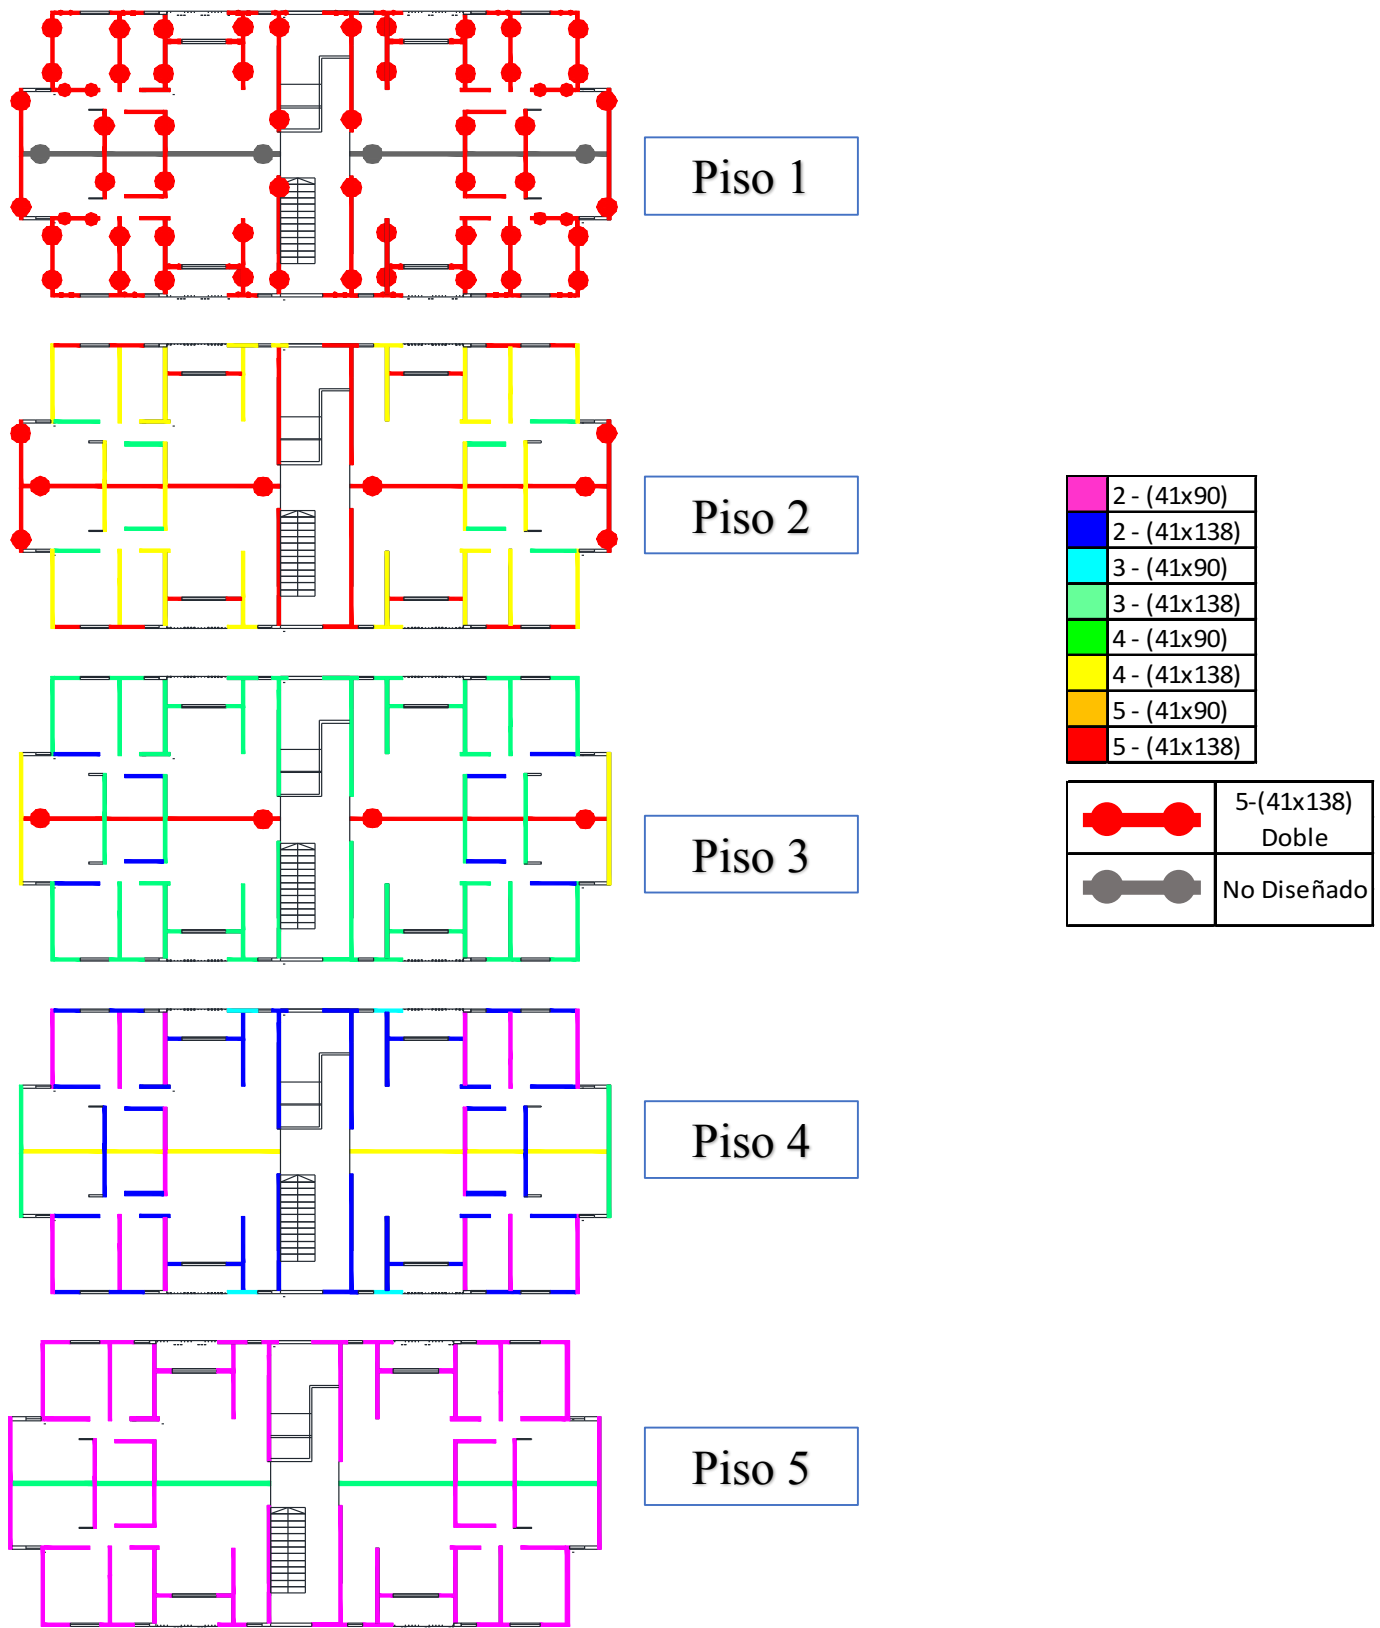 Piso 1
Piso 2
Piso 3
Piso 4
Piso 5
2 - (41x90)
2 - (41x138)
3 - (41x90)
3 - (41x138)
4 - (41x90)
4 - (41x138)
5 - (41x90)
5 - (41x138)
5-(41x138)
Doble
No Diseñado